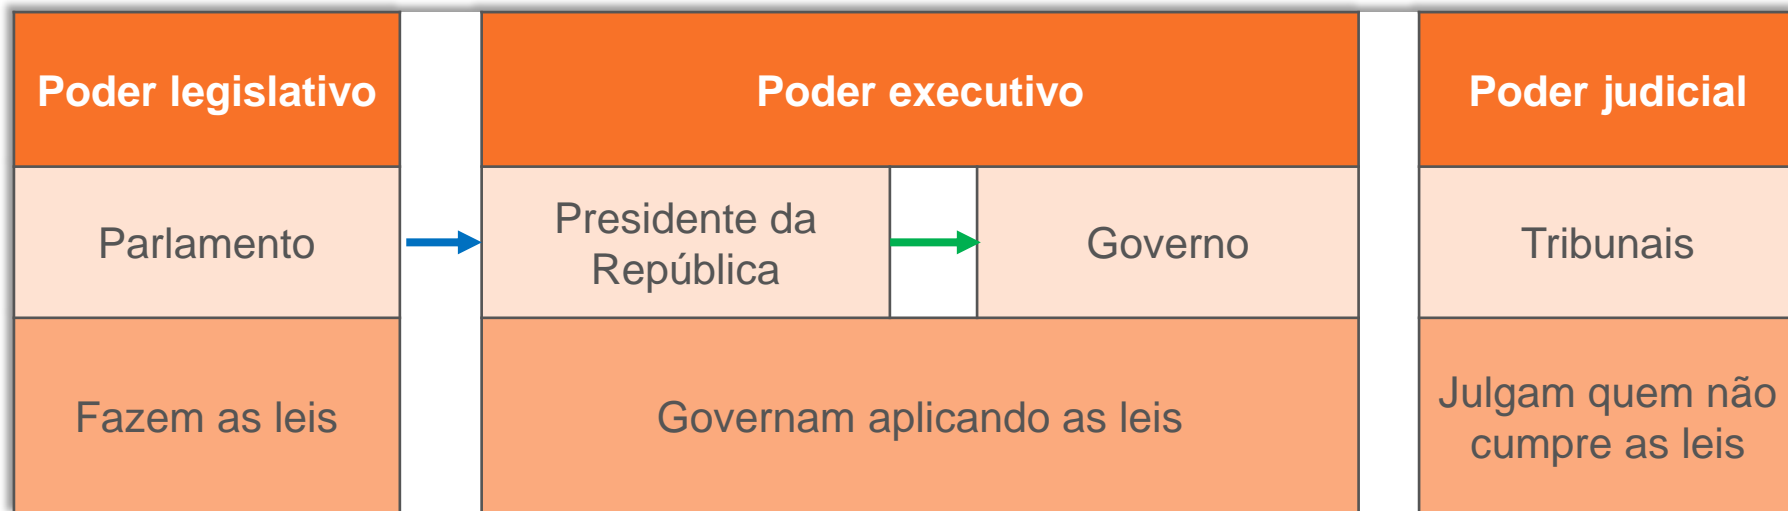 Poder legislativo
Poder executivo
Poder judicial
Parlamento
Presidente da
República
Governo
Tribunais
Fazem as leis
Governam aplicando as leis
Julgam quem não
cumpre as leis